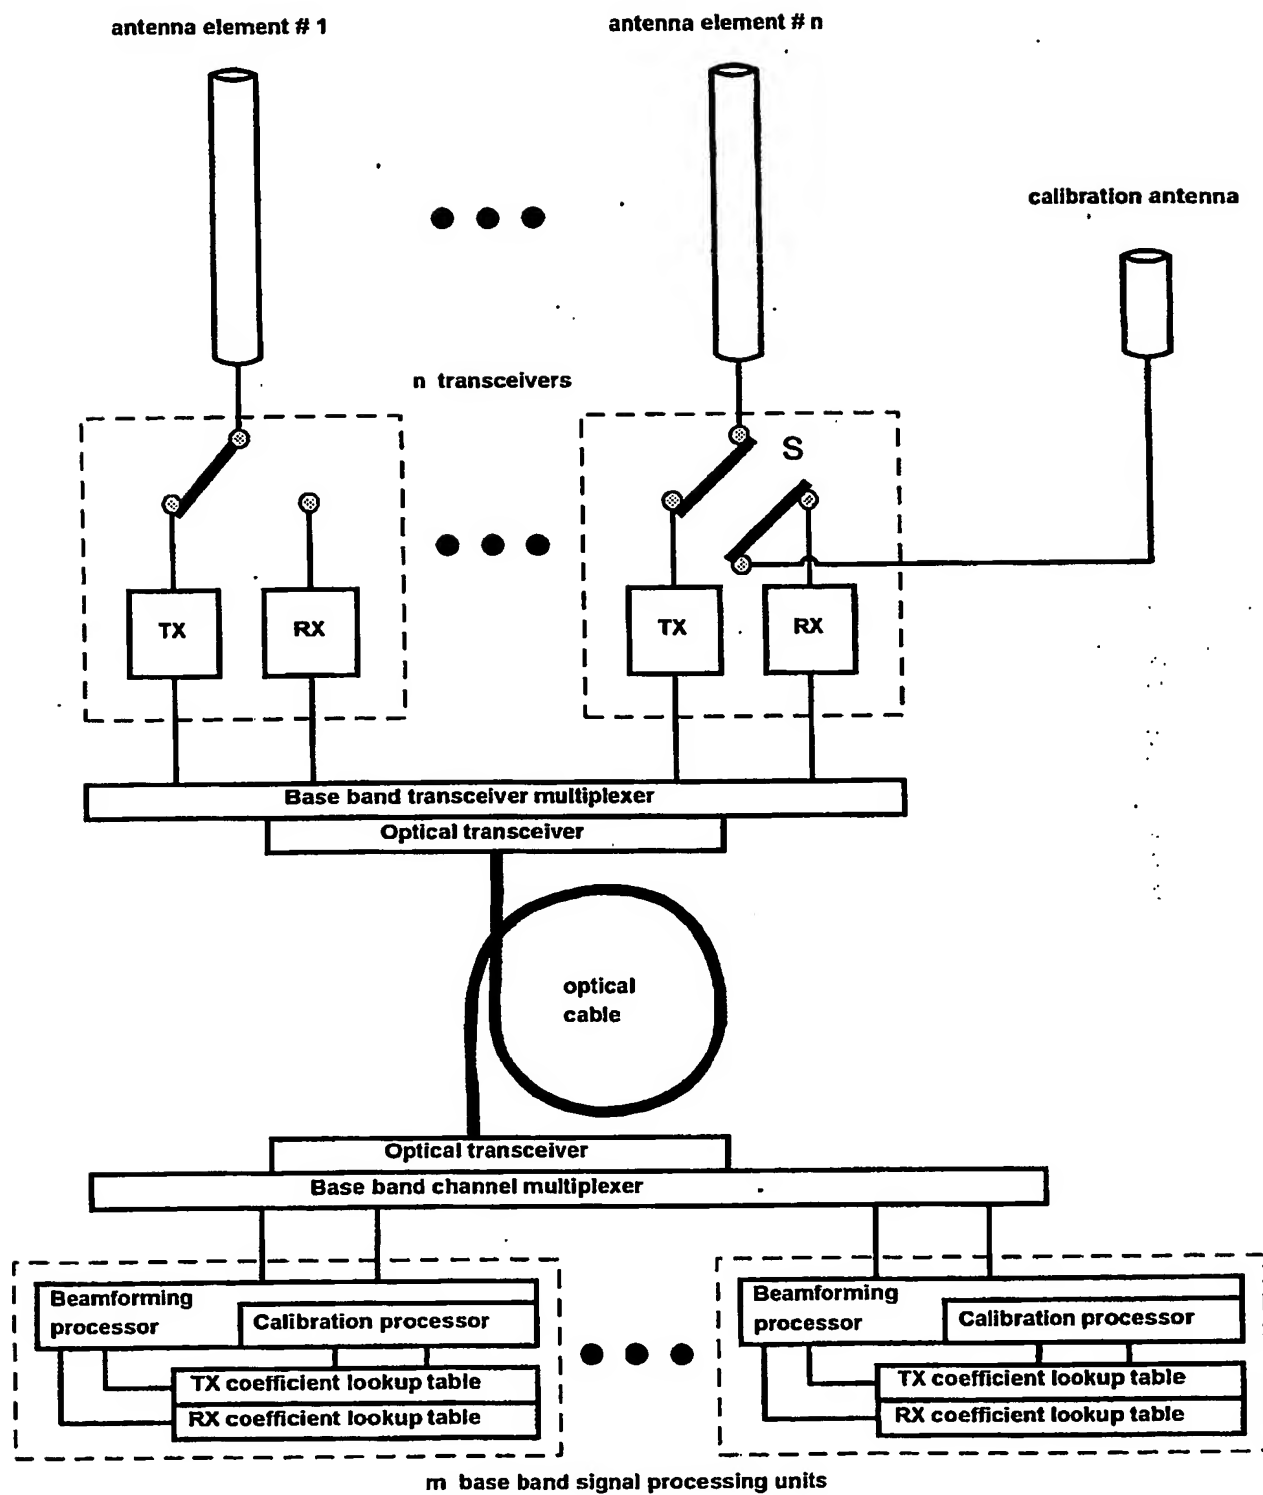 antenna element # 1
antenna element # n
calibration antenna
n transceivers
S
TX
RX
TX
RX
Base band transceiver multiplexer
Optical transceiver
optical
cable
Optical transceiver
Base band channel multiplexer
Beamforming
processor
Calibration processor
TX coefficient lookup table
RX coefficient lookup table
Beamforming
processor
Calibration processor
TX coefficient lookup table
RX coefficient lookup table
m base band signal processing units